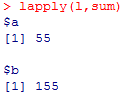 > lapply(l,sum)
$a
[1] 55
$b
[1] 155